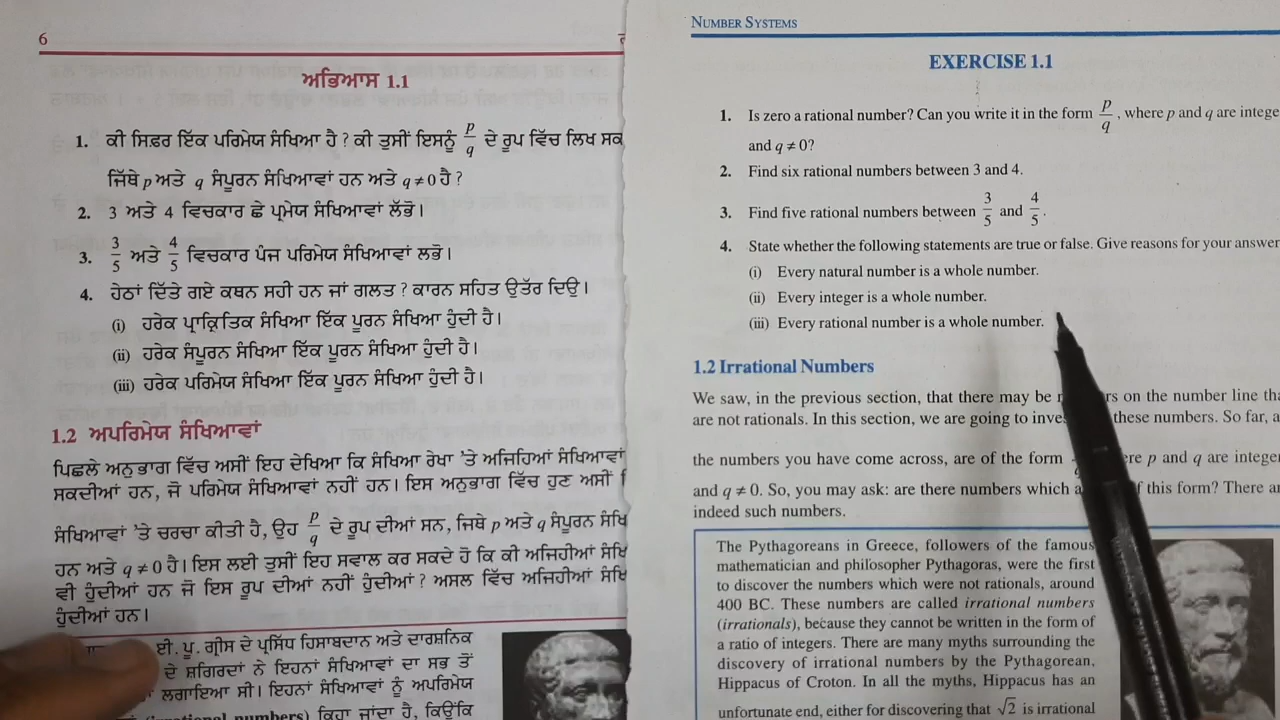 6
ਅਭਿਆਸ 1.1
1. ਕੀ ਸਿਫ਼ਰ ਇੱਕ ਪਰਿਮੇਯ ਸੰਖਿਆ ਹੈ ? ਕੀ ਤੁਸੀਂ ਇਸਨੂੰ p/q ਦੇ ਰੂਪ ਵਿੱਚ ਲਿਖ ਸਕ
ਜਿੱਥੇ p ਅਤੇ q ਸੰਪੂਰਨ ਸੰਖਿਆਵਾਂ ਹਨ ਅਤੇ q ≠ 0 ਹੈ ?
2. 3 ਅਤੇ 4 ਵਿਚਕਾਰ ਛੇ ਪ੍ਰਮੇਯ ਸੰਖਿਆਵਾਂ ਲੱਭੋ।
3. 3/5 ਅਤੇ 4/5 ਵਿਚਕਾਰ ਪੰਜ ਪਰਿਮੇਯ ਸੰਖਿਆਵਾਂ ਲਭੋ।
4. ਹੇਠਾਂ ਦਿੱਤੇ ਗਏ ਕਥਨ ਸਹੀ ਹਨ ਜਾਂ ਗਲਤ ? ਕਾਰਨ ਸਹਿਤ ਉਤੱਰ ਦਿਉ।
(i) ਹਰੇਕ ਪ੍ਰਾਕ੍ਰਿਤਿਕ ਸੰਖਿਆ ਇੱਕ ਪੂਰਨ ਸੰਖਿਆ ਹੁੰਦੀ ਹੈ।
(ii) ਹਰੇਕ ਸੰਪੂਰਨ ਸੰਖਿਆ ਇੱਕ ਪੂਰਨ ਸੰਖਿਆ ਹੁੰਦੀ ਹੈ।
(iii) ਹਰੇਕ ਪਰਿਮੇਯ ਸੰਖਿਆ ਇੱਕ ਪੂਰਨ ਸੰਖਿਆ ਹੁੰਦੀ ਹੈ।
1.2 ਅਪਰਿਮੇਯ ਸੰਖਿਆਵਾਂ
ਪਿਛਲੇ ਅਨੁਭਾਗ ਵਿੱਚ ਅਸੀਂ ਇਹ ਦੇਖਿਆ ਕਿ ਸੰਖਿਆ ਰੇਖਾ 'ਤੇ ਅਜਿਹਿਆਂ ਸੰਖਿਆਵਾਂ
ਸਕਦੀਆਂ ਹਨ, ਜੋ ਪਰਿਮੇਯ ਸੰਖਿਆਵਾਂ ਨਹੀਂ ਹਨ। ਇਸ ਅਨੁਭਾਗ ਵਿੱਚ ਹੁਣ ਅਸੀਂ
ਸੰਖਿਆਵਾਂ 'ਤੇ ਚਰਚਾ ਕੀਤੀ ਹੈ, ਉਹ p/q ਦੇ ਰੂਪ ਦੀਆਂ ਸਨ, ਜਿਥੇ p ਅਤੇ q ਸੰਪੂਰਨ ਸੰਖਿ
ਹਨ ਅਤੇ q ≠ 0 ਹੈ। ਇਸ ਲਈ ਤੁਸੀਂ ਇਹ ਸਵਾਲ ਕਰ ਸਕਦੇ ਹੋ ਕਿ ਕੀ ਅਜਿਹੀਆਂ ਸੰਖਿ
ਵੀ ਹੁੰਦੀਆਂ ਹਨ ਜੋ ਇਸ ਰੂਪ ਦੀਆਂ ਨਹੀਂ ਹੁੰਦੀਆਂ ? ਅਸਲ ਵਿੱਚ ਅਜਿਹੀਆਂ ਸੰਖਿ
ਹੁੰਦੀਆਂ ਹਨ।
ਈ. ਪੂ. ਗ੍ਰੀਸ ਦੇ ਪ੍ਰਸਿੱਧ ਹਿਸਾਬਦਾਨ ਅਤੇ ਦਾਰਸ਼ਨਿਕ
ਦੇ ਸ਼ਗਿਰਦਾਂ ਨੇ ਇਹਨਾਂ ਸੰਖਿਆਵਾਂ ਦਾ ਸਭ ਤੋਂ
ਲਗਾਇਆ ਸੀ। ਇਹਨਾਂ ਸੰਖਿਆਵਾਂ ਨੂੰ ਅਪਰਿਮੇਯ
(irrational numbers) ਕਿਹਾ ਜਾਂਦਾ ਹੈ, ਕਿਉਂਕਿ
NUMBER SYSTEMS
EXERCISE 1.1
1. Is zero a rational number? Can you write it in the form p/q, where p and q are intege
and q ≠ 0?
2. Find six rational numbers between 3 and 4.
3. Find five rational numbers between 3/5 and 4/5.
4. State whether the following statements are true or false. Give reasons for your answer
(i) Every natural number is a whole number.
(ii) Every integer is a whole number.
(iii) Every rational number is a whole number.
1.2 Irrational Numbers
We saw, in the previous section, that there may be rs on the number line tha
are not rationals. In this section, we are going to inves these numbers. So far, a
the numbers you have come across, are of the form ere p and q are integer
and q ≠ 0. So, you may ask: are there numbers which a f this form? There ar
indeed such numbers.
The Pythagoreans in Greece, followers of the famous
mathematician and philosopher Pythagoras, were the first
to discover the numbers which were not rationals, around
400 BC. These numbers are called irrational numbers
(irrationals), because they cannot be written in the form of
a ratio of integers. There are many myths surrounding the
discovery of irrational numbers by the Pythagorean,
Hippacus of Croton. In all the myths, Hippacus has an
unfortunate end, either for discovering that √2 is irrational